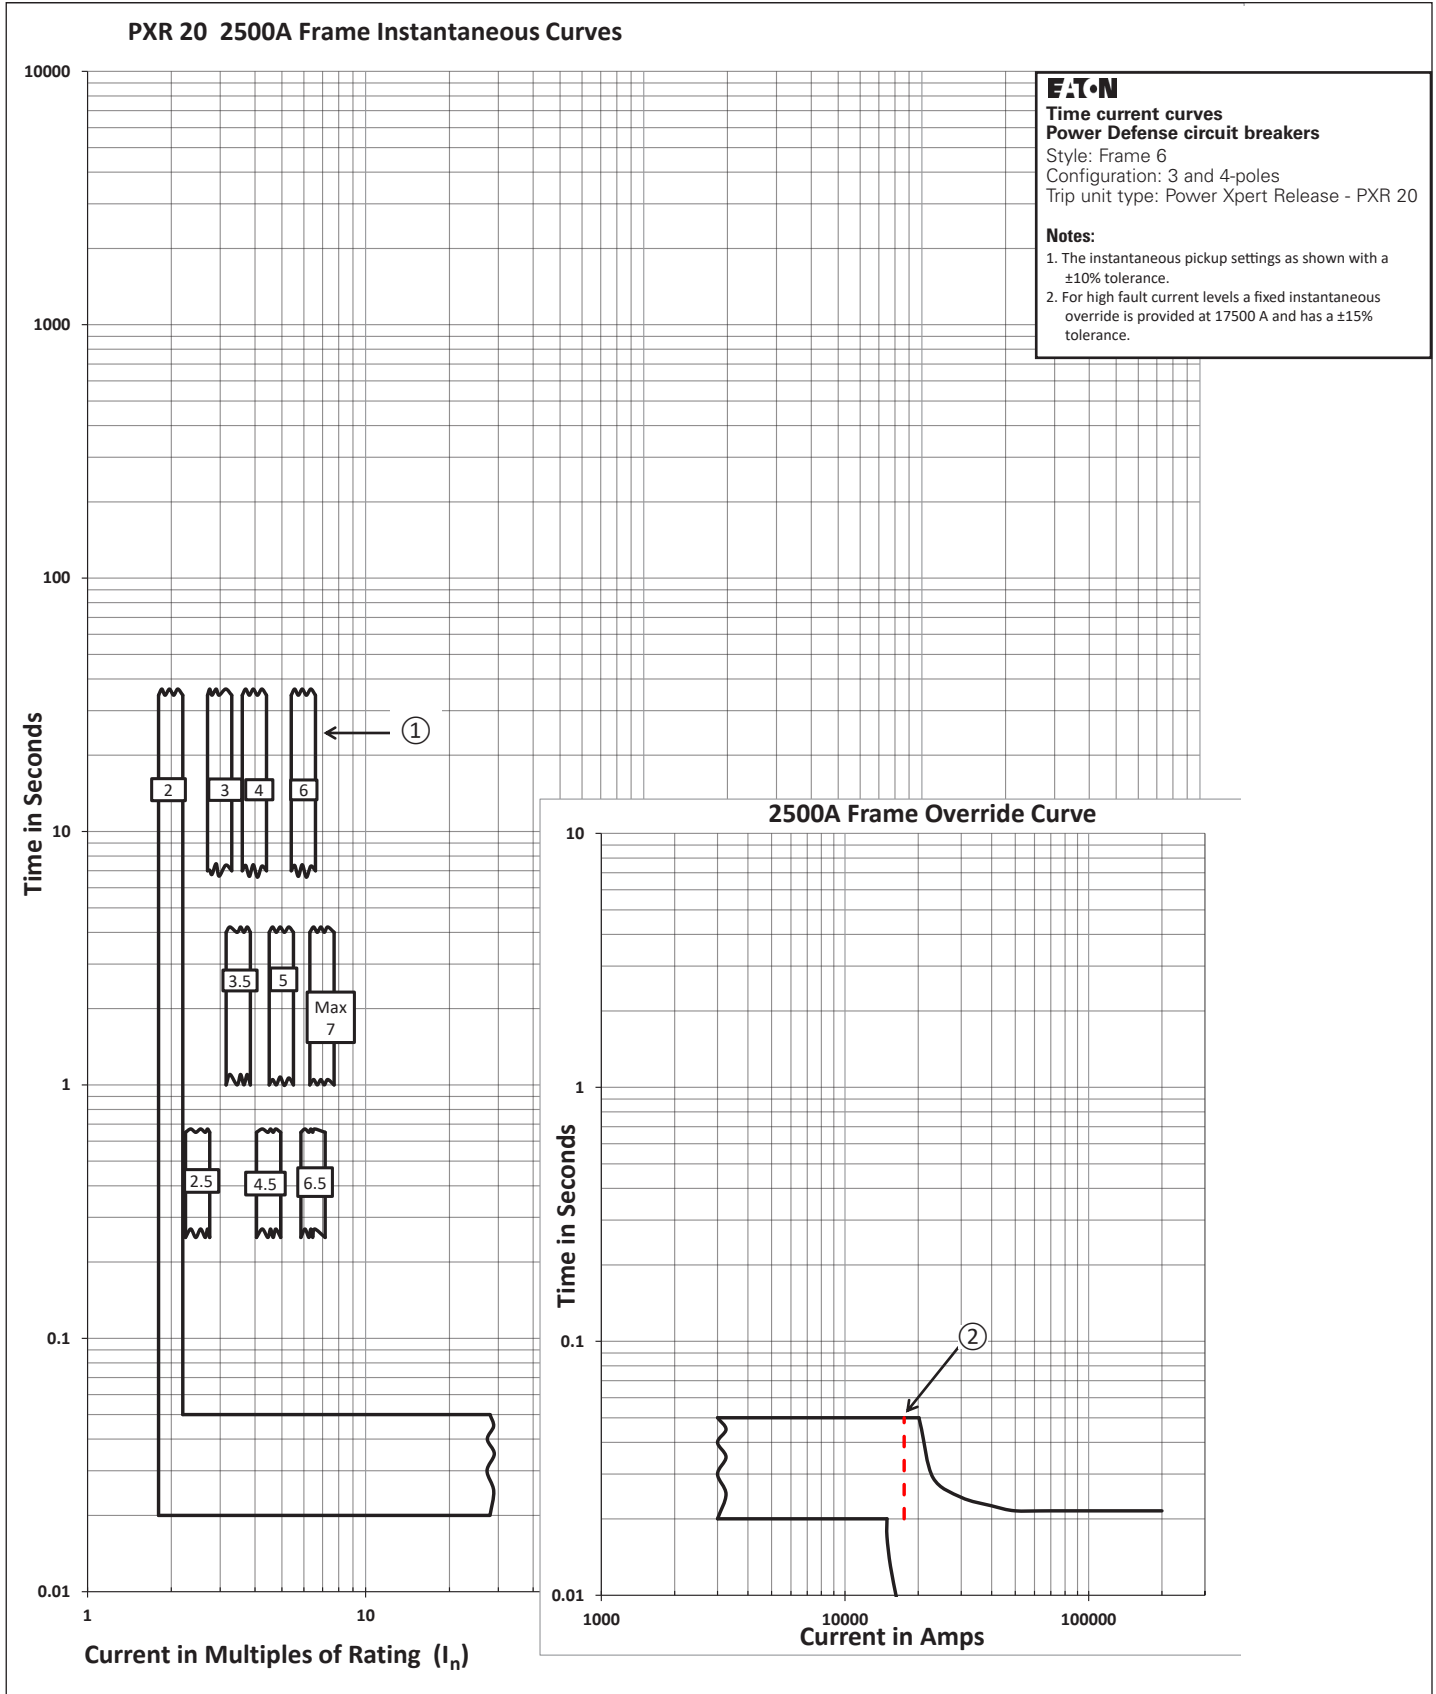 PXR 20 2500A Frame Instantaneous Curves
EATON
Time current curves
Power Defense circuit breakers
Style: Frame 6
Configuration: 3 and 4-poles
Trip unit type: Power Xpert Release - PXR 20
Notes:
1. The instantaneous pickup settings as shown with a
±10% tolerance.
2. For high fault current levels a fixed instantaneous
override is provided at 17500 A and has a ±15%
tolerance.
10000
1000
100
10
1
0.1
0.01
Time in Seconds
1
2 3 4 6
3.5 5 Max
7
2.5 4.5 6.5
1 10
Current in Multiples of Rating (In)
2500A Frame Override Curve
10
1
0.1
0.01
Time in Seconds
2
1000 10000 100000
Current in Amps